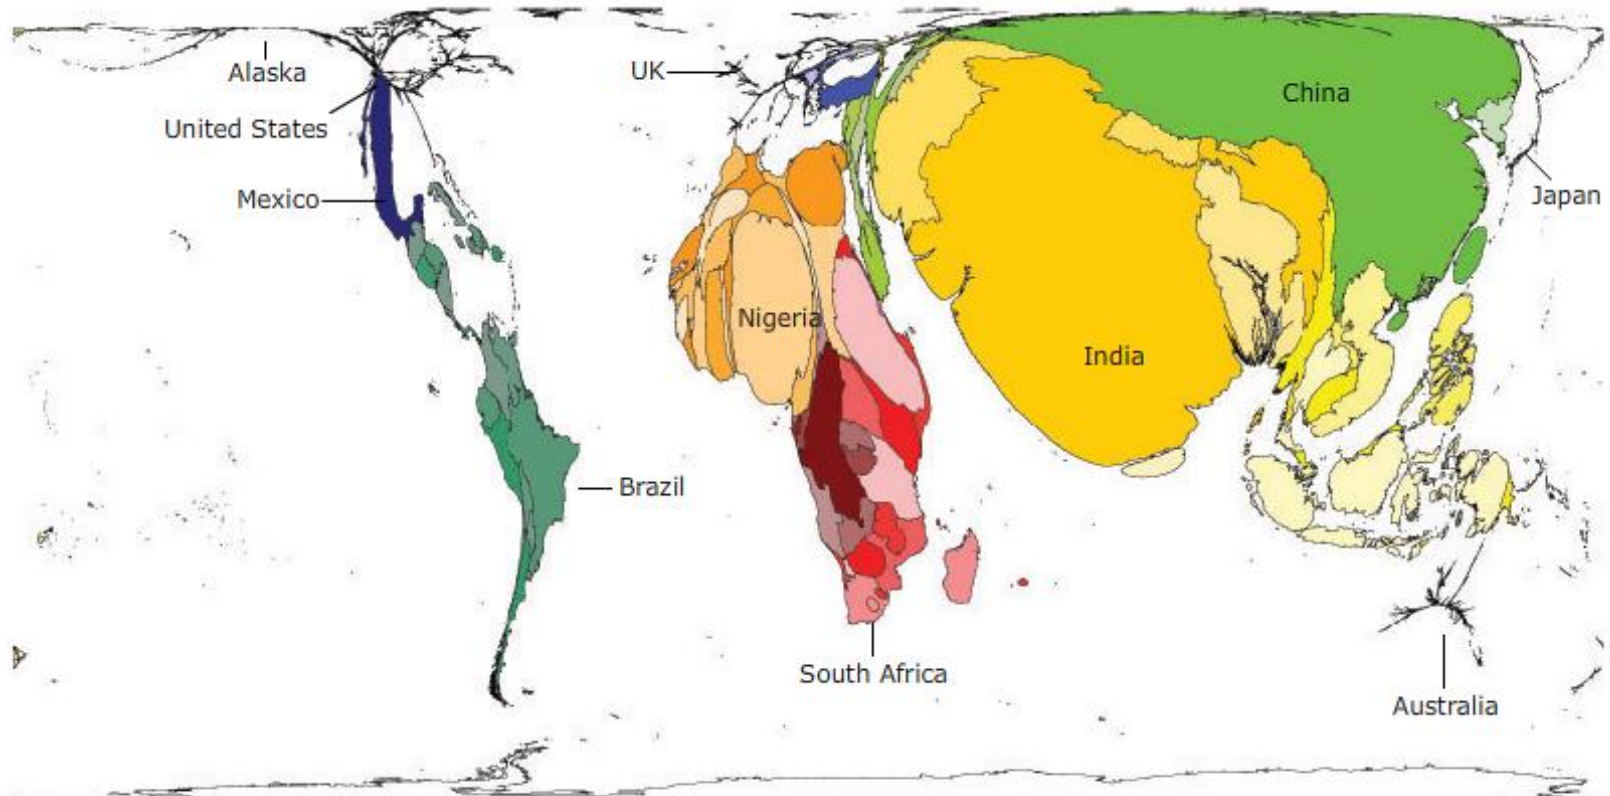 Alaska
UK
China
United States
Mexico
Japan
Nigeria
India
Brazil
South Africa
Australia